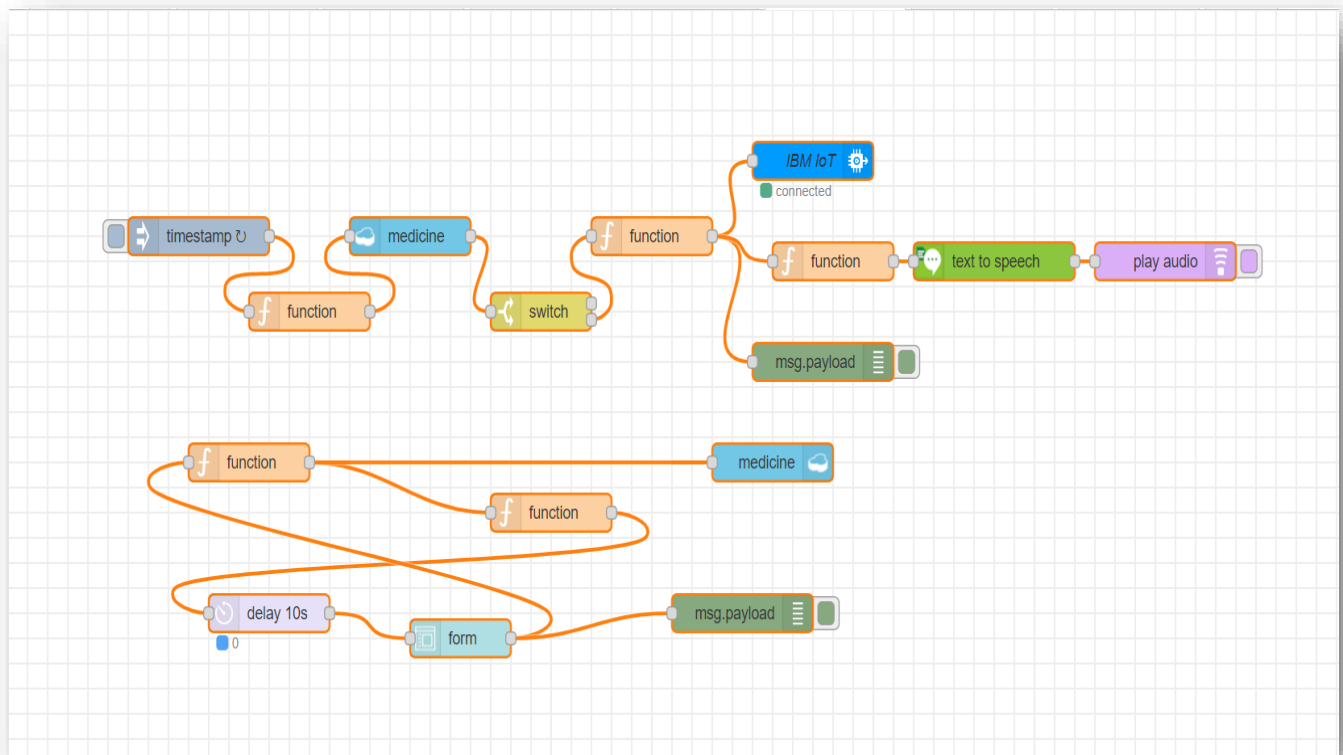 IBM IoT
connected
timestamp ↻
medicine
function
function
text to speech
play audio
function
switch
msg.payload
function
medicine
function
delay 10s
0
form
msg.payload